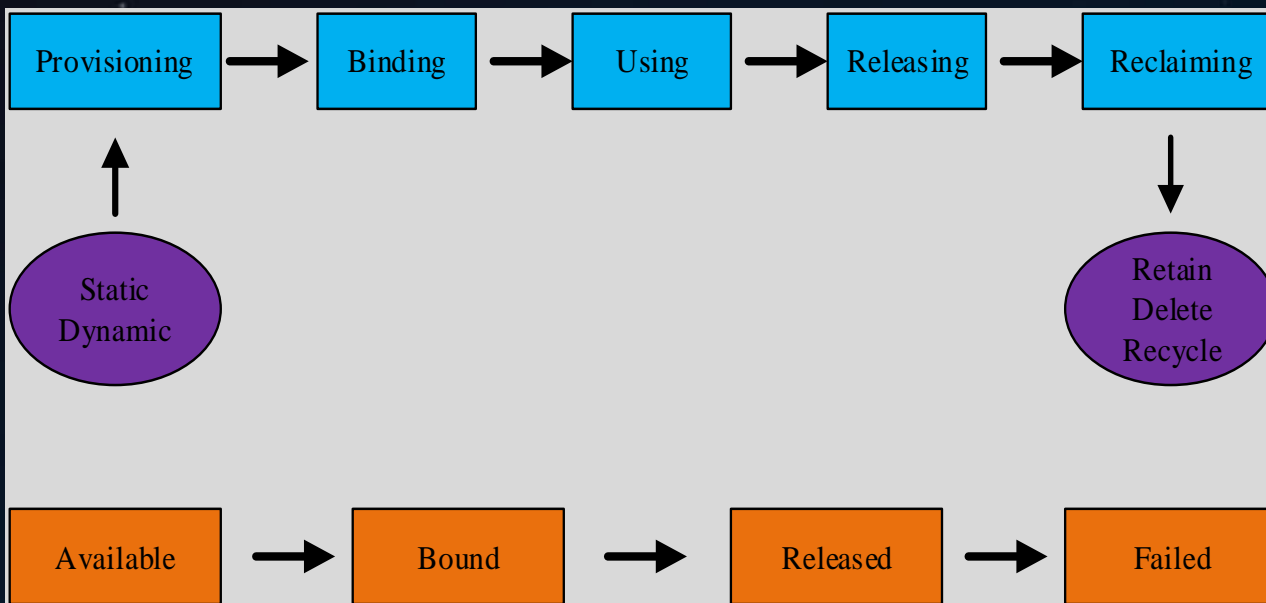 Provisioning
Binding
Using
Releasing
Reclaiming
Static
Dynamic
Retain
Delete
Recycle
Available
Bound
Released
Failed